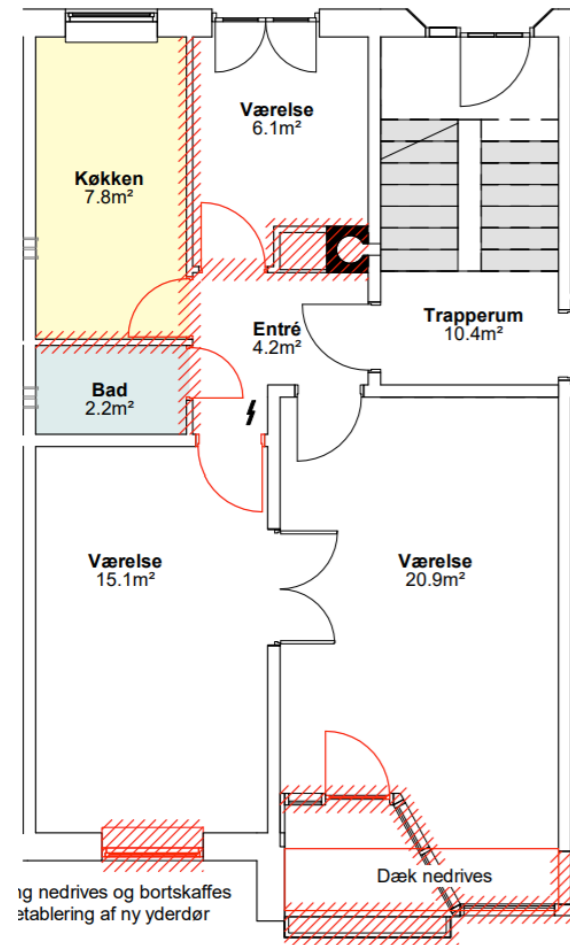 Værelse
6.1m²
Køkken
7.8m²
Entré
4.2m²
Trapperum
10.4m²
Bad
2.2m²
Værelse
15.1m²
Værelse
20.9m²
Dæk nedrives
ng nedrives og bortskaffes
etablering af ny yderdør